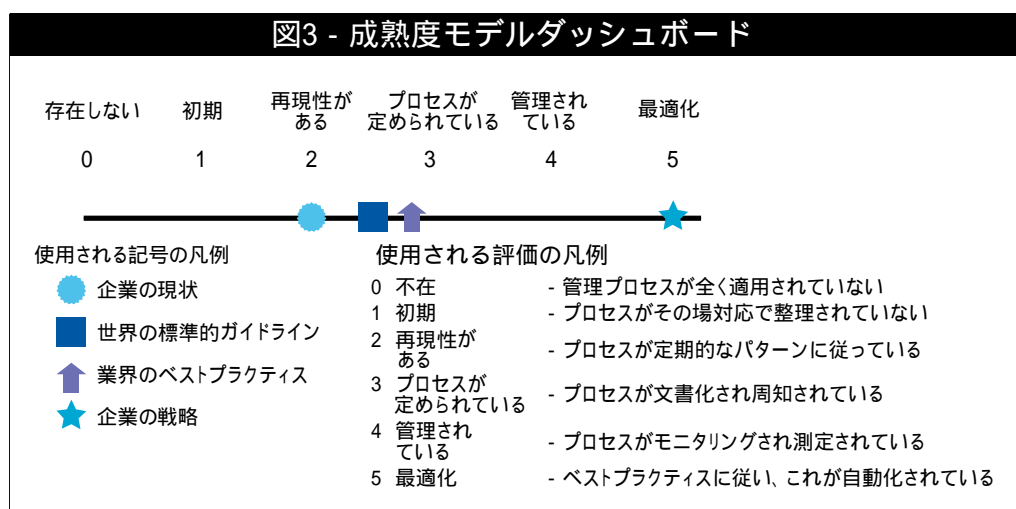 図3 - 成熟度モデルダッシュボード
存在しない
初期
再現性が
ある
プロセスが
定められている
管理され
ている
最適化
0 1 2 3 4 5
使用される記号の凡例
企業の現状
世界の標準的ガイドライン
業界のベストプラクティス
企業の戦略
使用される評価の凡例
0 不在 - 管理プロセスが全く適用されていない
1 初期 - プロセスがその場対応で整理されていない
2 再現性が
ある - プロセスが定期的なパターンに従っている
3 プロセスが
定められている - プロセスが文書化され周知されている
4 管理され
ている - プロセスがモニタリングされ測定されている
5 最適化 - ベストプラクティスに従い、これが自動化されている